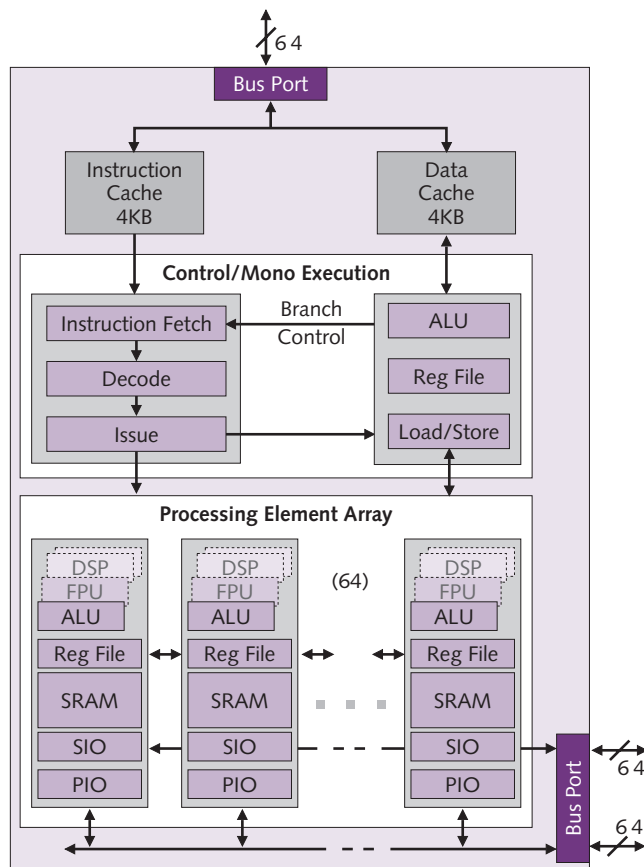 64
Bus Port
Instruction
Cache
4KB
Data
Cache
4KB
Control/Mono Execution
Instruction Fetch
Decode
Issue
Branch
Control
ALU
Reg File
Load/Store
Processing Element Array
DSP
FPU
ALU
Reg File
SRAM
SIO
PIO
DSP
FPU
ALU
Reg File
SRAM
SIO
PIO
(64)
DSP
FPU
ALU
Reg File
SRAM
SIO
PIO
Bus Port
64
64